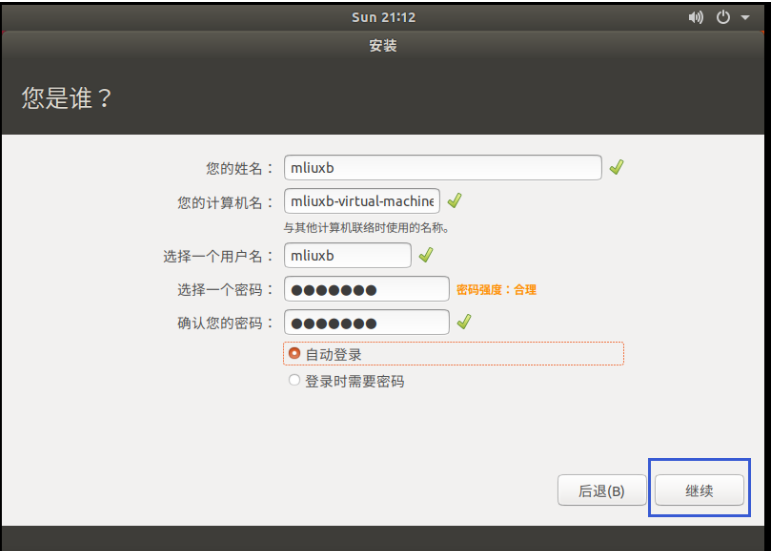 Sun 21:12
安装
您是谁？
您的姓名： mliuxb
您的计算机名： mliuxb-virtual-machine
与其他计算机联络时使用的名称。
选择一个用户名： mliuxb
选择一个密码： ●●●●●●● 密码强度：合理
确认您的密码： ●●●●●●●
自动登录
登录时需要密码
后退(B) 继续